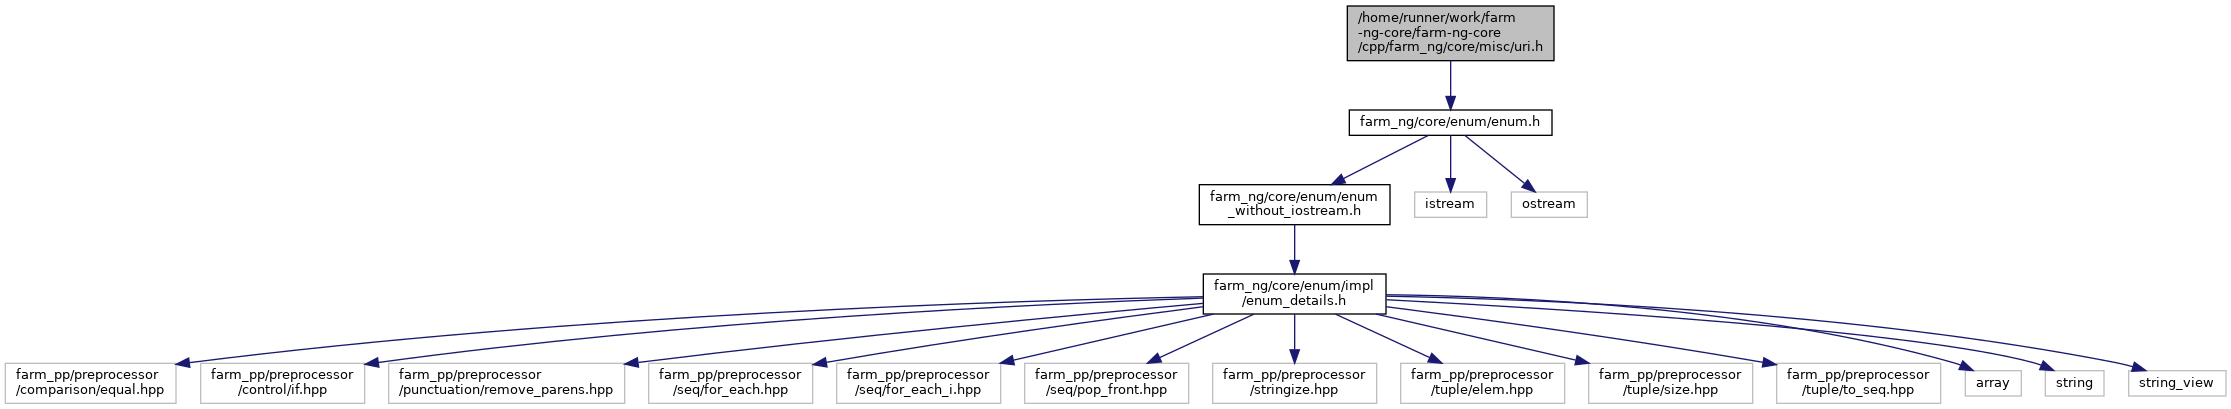 /home/runner/work/farm
-ng-core/farm-ng-core
/cpp/farm_ng/core/misc/uri.h
farm_ng/core/enum/enum.h
farm_ng/core/enum/enum
_without_iostream.h
istream
ostream
farm_ng/core/enum/impl
/enum_details.h
farm_pp/preprocessor
/comparison/equal.hpp
farm_pp/preprocessor
/control/if.hpp
farm_pp/preprocessor
/punctuation/remove_parens.hpp
farm_pp/preprocessor
/seq/for_each.hpp
farm_pp/preprocessor
/seq/for_each_i.hpp
farm_pp/preprocessor
/seq/pop_front.hpp
farm_pp/preprocessor
/stringize.hpp
farm_pp/preprocessor
/tuple/elem.hpp
farm_pp/preprocessor
/tuple/size.hpp
farm_pp/preprocessor
/tuple/to_seq.hpp
array
string
string_view